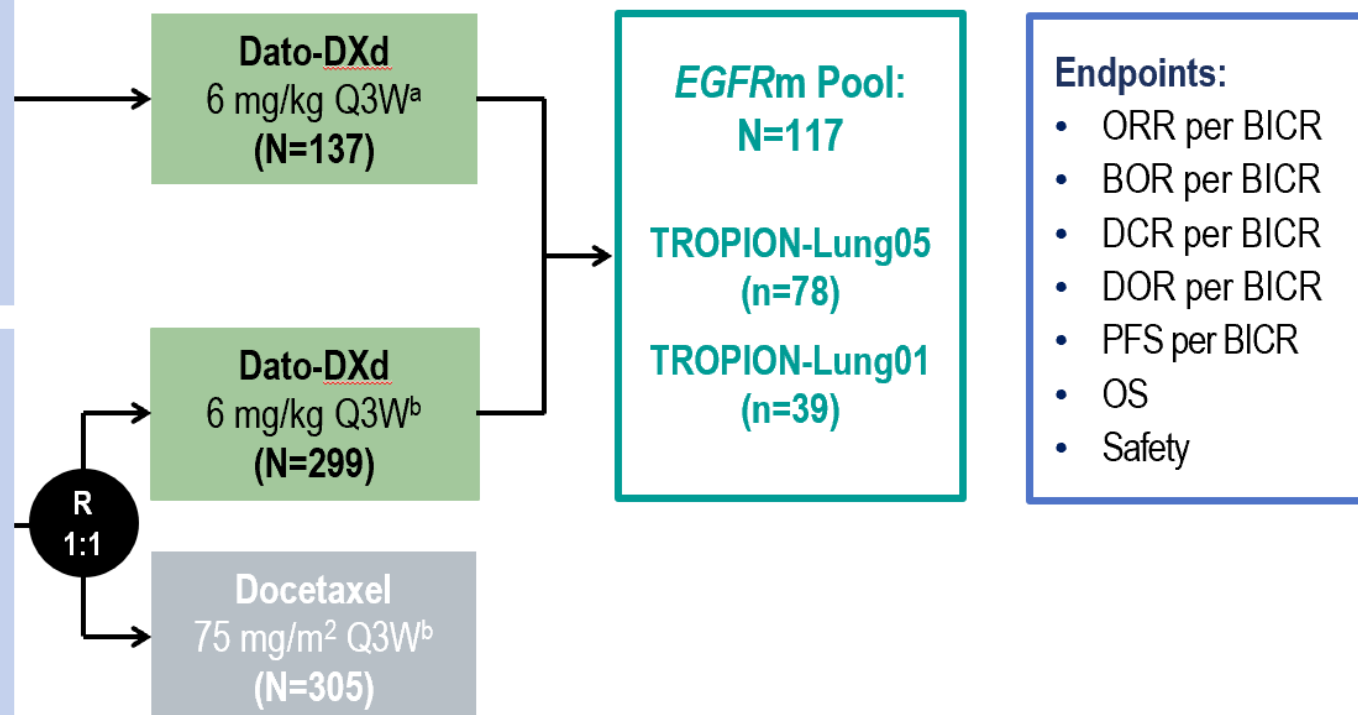 Dato-DXd
6 mg/kg Q3Wᵃ
(N=137)
EGFRm Pool:
N=117
TROPION-Lung05
(n=78)
TROPION-Lung01
(n=39)
Endpoints:
• ORR per BICR
• BOR per BICR
• DCR per BICR
• DOR per BICR
• PFS per BICR
• OS
• Safety
Dato-DXd
6 mg/kg Q3Wᵇ
(N=299)
R
1:1
Docetaxel
75 mg/m² Q3Wᵇ
(N=305)